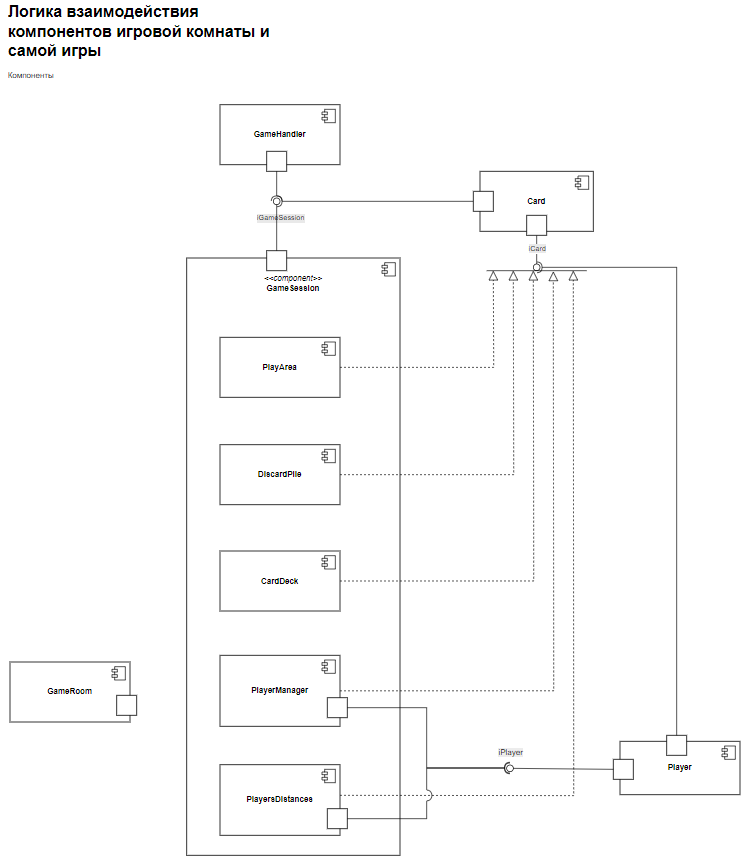 Логика взаимодействия
компонентов игровой комнаты и
самой игры
Компоненты
GameHandler
Card
iGameSession
iCard
<<component>>
GameSession
PlayArea
DiscardPile
CardDeck
GameRoom
PlayerManager
iPlayer
Player
PlayersDistances